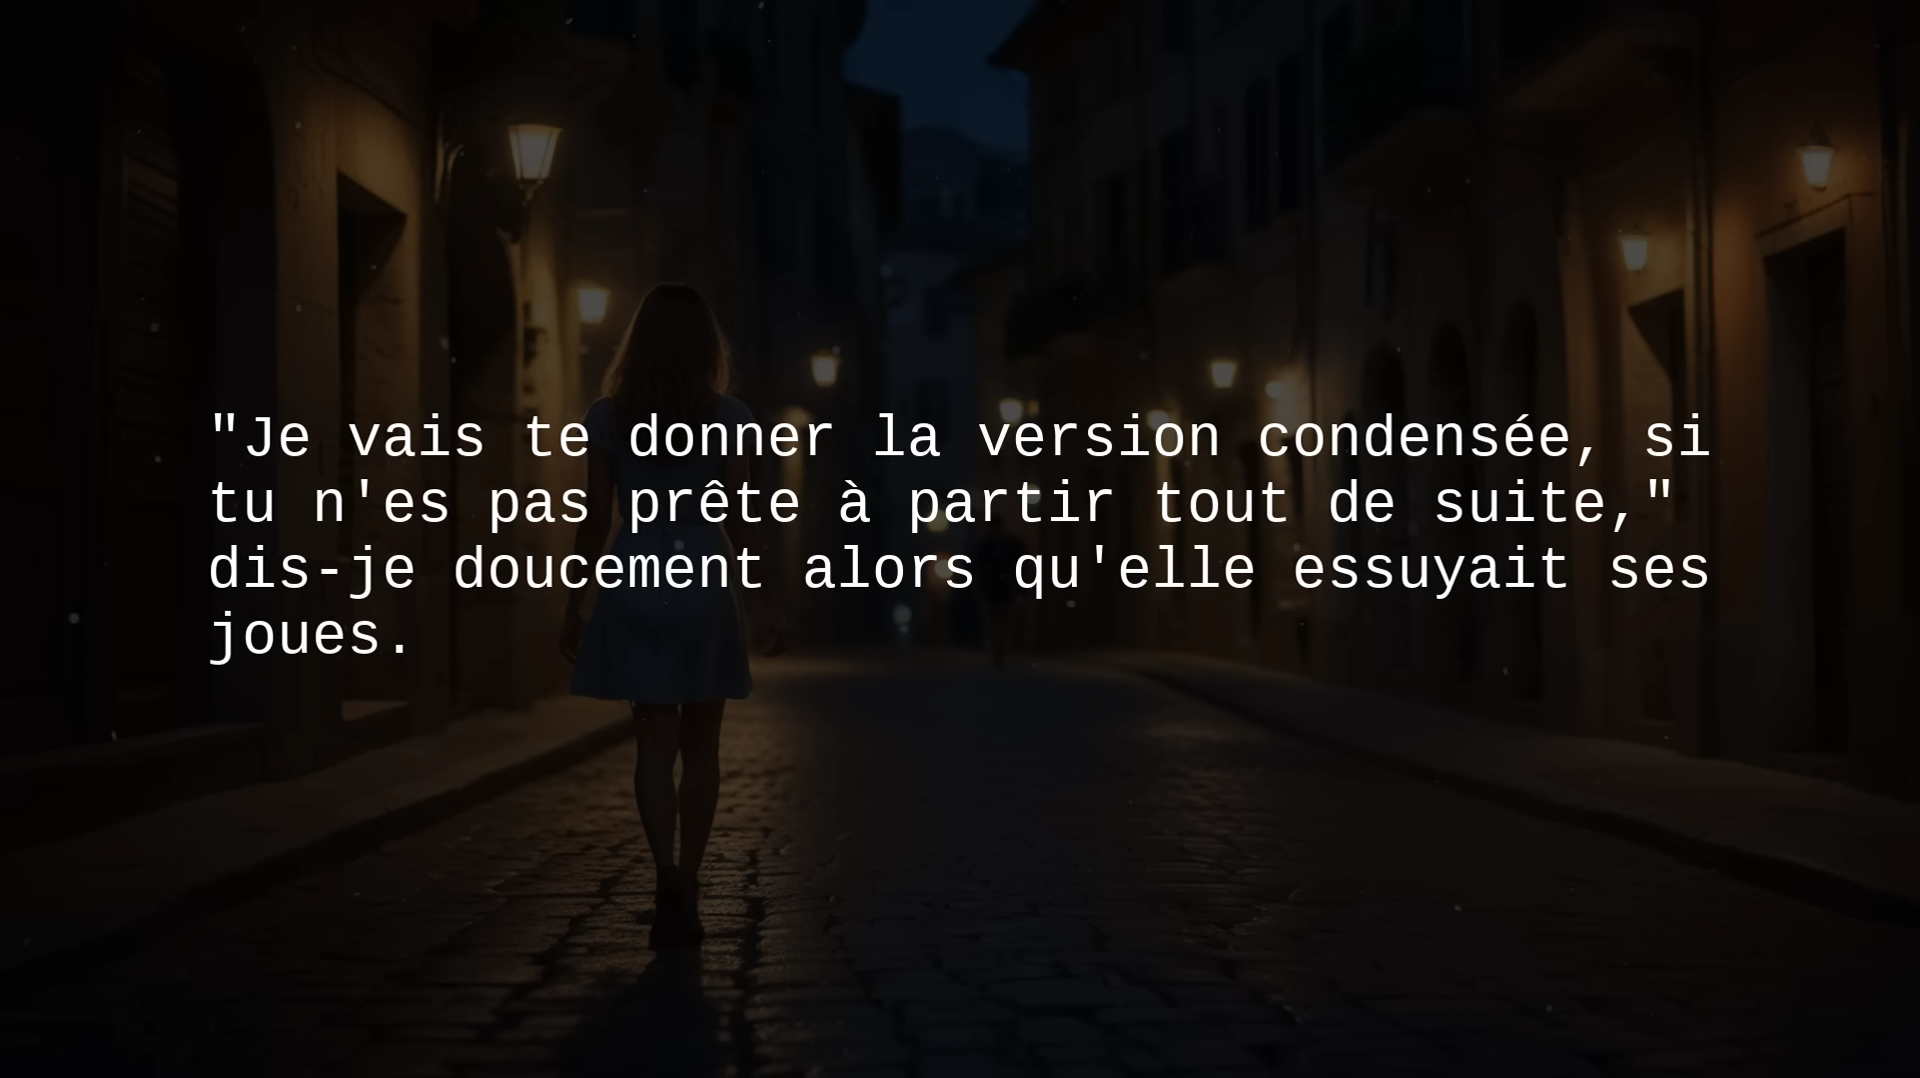 "Je vais te donner la version condensée, si
tu n'es pas prête à partir tout de suite,"
dis-je doucement alors qu'elle essuyait ses
joues.